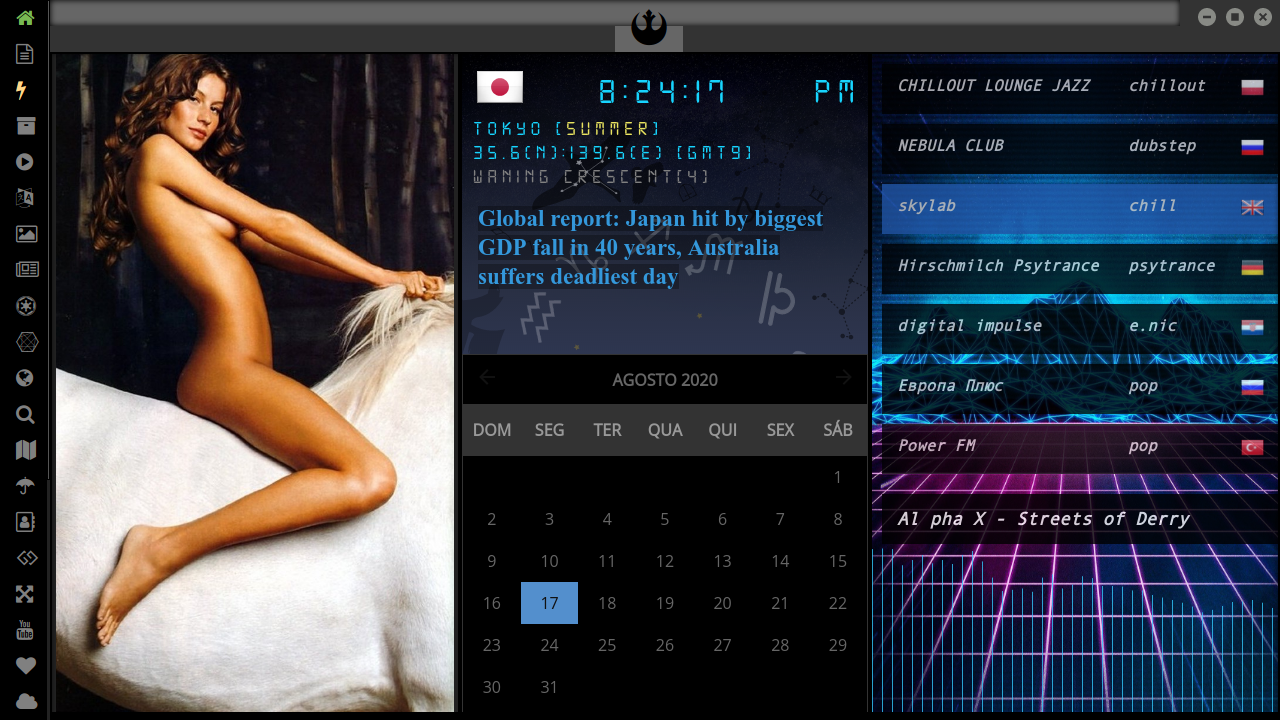 8:24:17 PM
TOKYO [SUMMER]
35.6(N):139.6(E) [GMT9]
WANING CRESCENT[4]
Global report: Japan hit by biggest
GDP fall in 40 years, Australia
suffers deadliest day
AGOSTO 2020
DOM SEG TER QUA QUI SEX SÁB
1
2 3 4 5 6 7 8
9 10 11 12 13 14 15
16 17 18 19 20 21 22
23 24 25 26 27 28 29
30 31
CHILLOUT LOUNGE JAZZ chillout
NEBULA CLUB dubstep
skylab chill
Hirschmilch Psytrance psytrance
digital impulse e.nic
Европа Плюс pop
Power FM pop
Al pha X - Streets of Derry
You
Tube